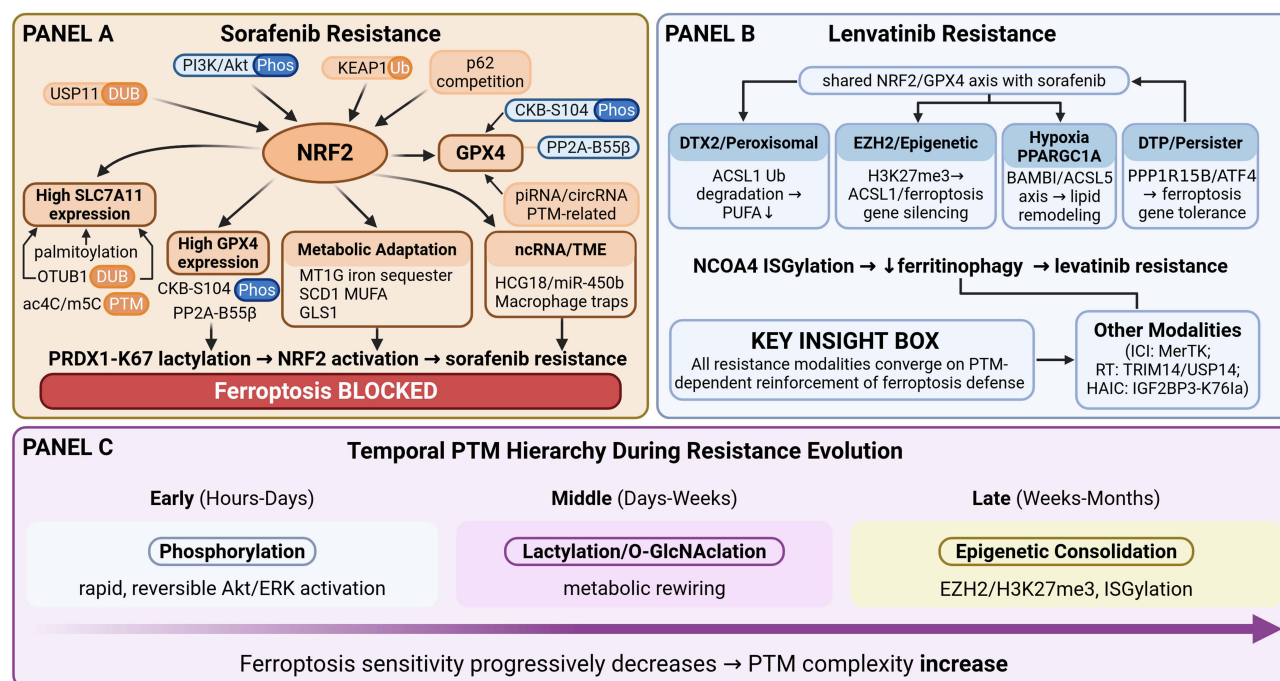 PANEL A
Sorafenib Resistance
PI3K/Akt Phos
KEAP1 Ub
p62
competition
USP11 DUB
CKB-S104 Phos
NRF2
GPX4
PP2A-B55β
High SLC7A11
expression
piRNA/circRNA
PTM-related
palmitoylation
OTUB1 DUB
ac4C/m5C PTM
High GPX4
expression
CKB-S104 Phos
PP2A-B55β
Metabolic Adaptation
MT1G iron sequester
SCD1 MUFA
GLS1
ncRNA/TME
HCG18/miR-450b
Macrophage traps
PRDX1-K67 lactylation → NRF2 activation → sorafenib resistance
Ferroptosis BLOCKED
PANEL B
Lenvatinib Resistance
shared NRF2/GPX4 axis with sorafenib
DTX2/Peroxisomal
ACSL1 Ub
degradation →
PUFA↓
EZH2/Epigenetic
H3K27me3→
ACSL1/ferroptosis
gene silencing
Hypoxia
PPARGC1A
BAMBI/ACSL5
axis → lipid
remodeling
DTP/Persister
PPP1R15B/ATF4
→ ferroptosis
gene tolerance
NCOA4 ISGylation → ↓ferritinophagy → levatinib resistance
KEY INSIGHT BOX
All resistance modalities converge on PTM-
dependent reinforcement of ferroptosis defense
Other Modalities
(ICI: MerTK;
RT: TRIM14/USP14;
HAIC: IGF2BP3-K76la)
PANEL C
Temporal PTM Hierarchy During Resistance Evolution
Early (Hours-Days)
Phosphorylation
rapid, reversible Akt/ERK activation
Middle (Days-Weeks)
Lactylation/O-GlcNAclation
metabolic rewiring
Late (Weeks-Months)
Epigenetic Consolidation
EZH2/H3K27me3, ISGylation
Ferroptosis sensitivity progressively decreases → PTM complexity increase